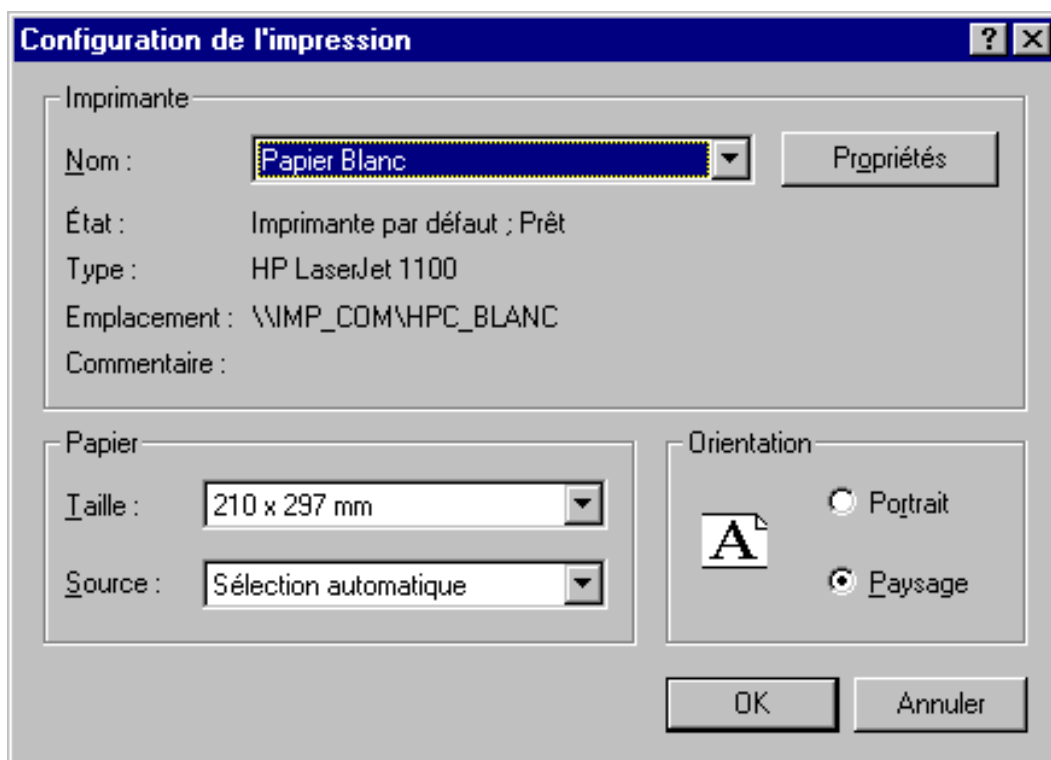 Configuration de l'impression
Imprimante
Nom : Papier Blanc Propriétés
État : Imprimante par défaut ; Prêt
Type : HP LaserJet 1100
Emplacement : \\IMP_COM\HPC_BLANC
Commentaire :
Papier
Taille : 210 x 297 mm
Source : Sélection automatique
Orientation
A
Portrait
Paysage
OK Annuler